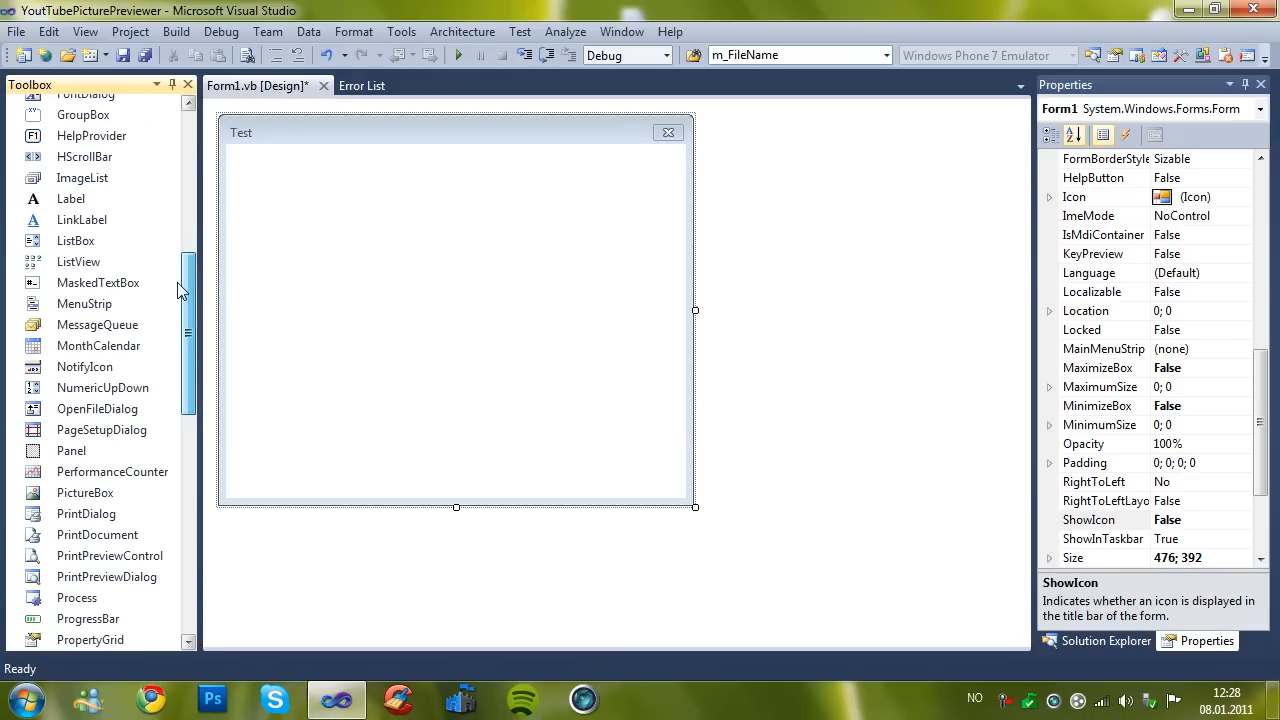 YoutTubePicturePreviewer - Microsoft Visual Studio
File Edit View Project Build Debug Team Data Format Tools Architecture Test Analyze Window Help
Debug m_FileName Windows Phone 7 Emulator
Toolbox
FontDialog
GroupBox
HelpProvider
HScrollBar
ImageList
Label
LinkLabel
ListBox
ListView
MaskedTextBox
MenuStrip
MessageQueue
MonthCalendar
NotifyIcon
NumericUpDown
OpenFileDialog
PageSetupDialog
Panel
PerformanceCounter
PictureBox
PrintDialog
PrintDocument
PrintPreviewControl
PrintPreviewDialog
Process
ProgressBar
PropertyGrid
Form1.vb [Design]* Error List
Test
Properties
Form1 System.Windows.Forms.Form
FormBorderStyle Sizable
HelpButton False
Icon (Icon)
ImeMode NoControl
IsMdiContainer False
KeyPreview False
Language (Default)
Localizable False
Location 0; 0
Locked False
MainMenuStrip (none)
MaximizeBox False
MaximumSize 0; 0
MinimizeBox False
MinimumSize 0; 0
Opacity 100%
Padding 0; 0; 0; 0
RightToLeft No
RightToLeftLayo False
ShowIcon False
ShowInTaskbar True
Size 476; 392
ShowIcon
Indicates whether an icon is displayed in
the title bar of the form.
Solution Explorer Properties
Ready
Ps
NO
12:28
08.01.2011